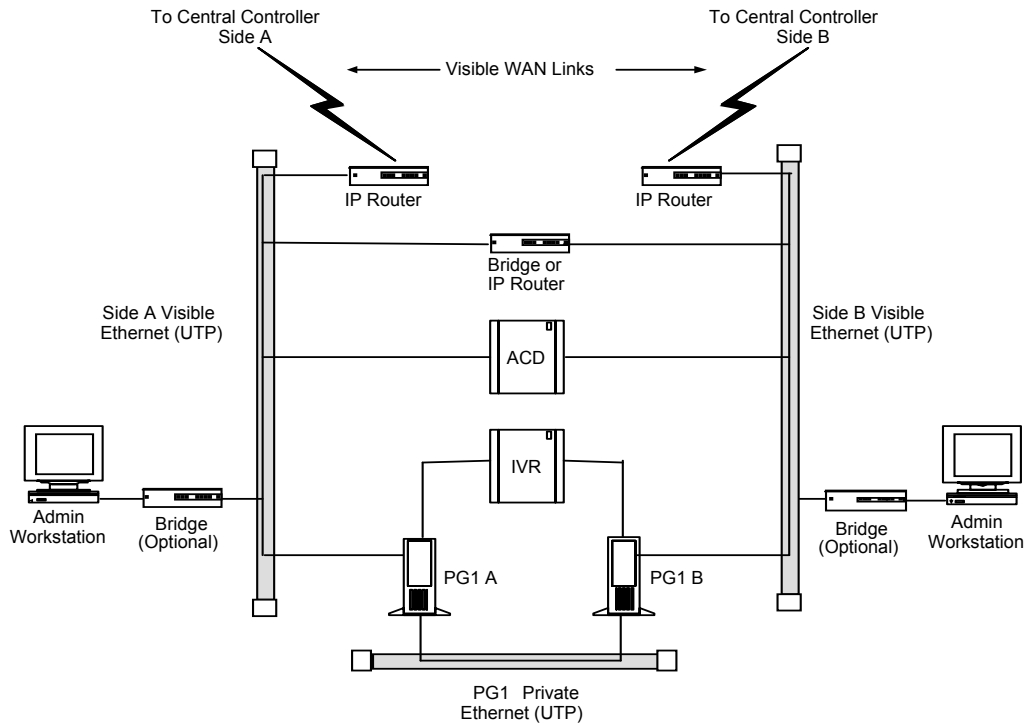 To Central Controller
Side A
To Central Controller
Side B
Visible WAN Links
IP Router
IP Router
Bridge or
IP Router
Side A Visible
Ethernet (UTP)
Side B Visible
Ethernet (UTP)
ACD
IVR
Admin
Workstation
Bridge
(Optional)
PG1 A
PG1 B
Bridge
(Optional)
Admin
Workstation
PG1 Private
Ethernet (UTP)